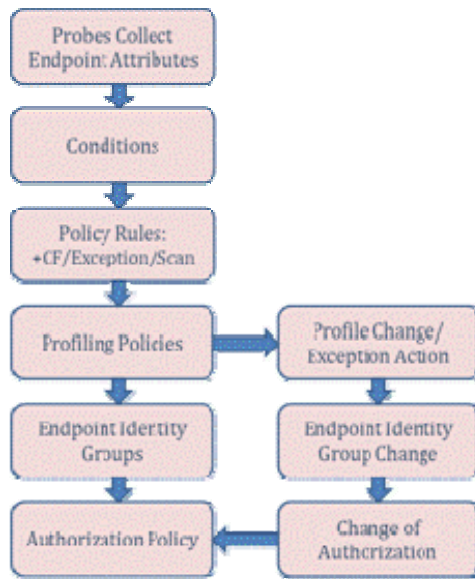 Probes Collect
Endpoint Attributes
Conditions
Policy Rules:
+CF/Exception/Scan
Profiling Policies
Profile Change/
Exception Action
Endpoint Identity
Groups
Endpoint Identity
Group Change
Authorization Policy
Change of
Authorization